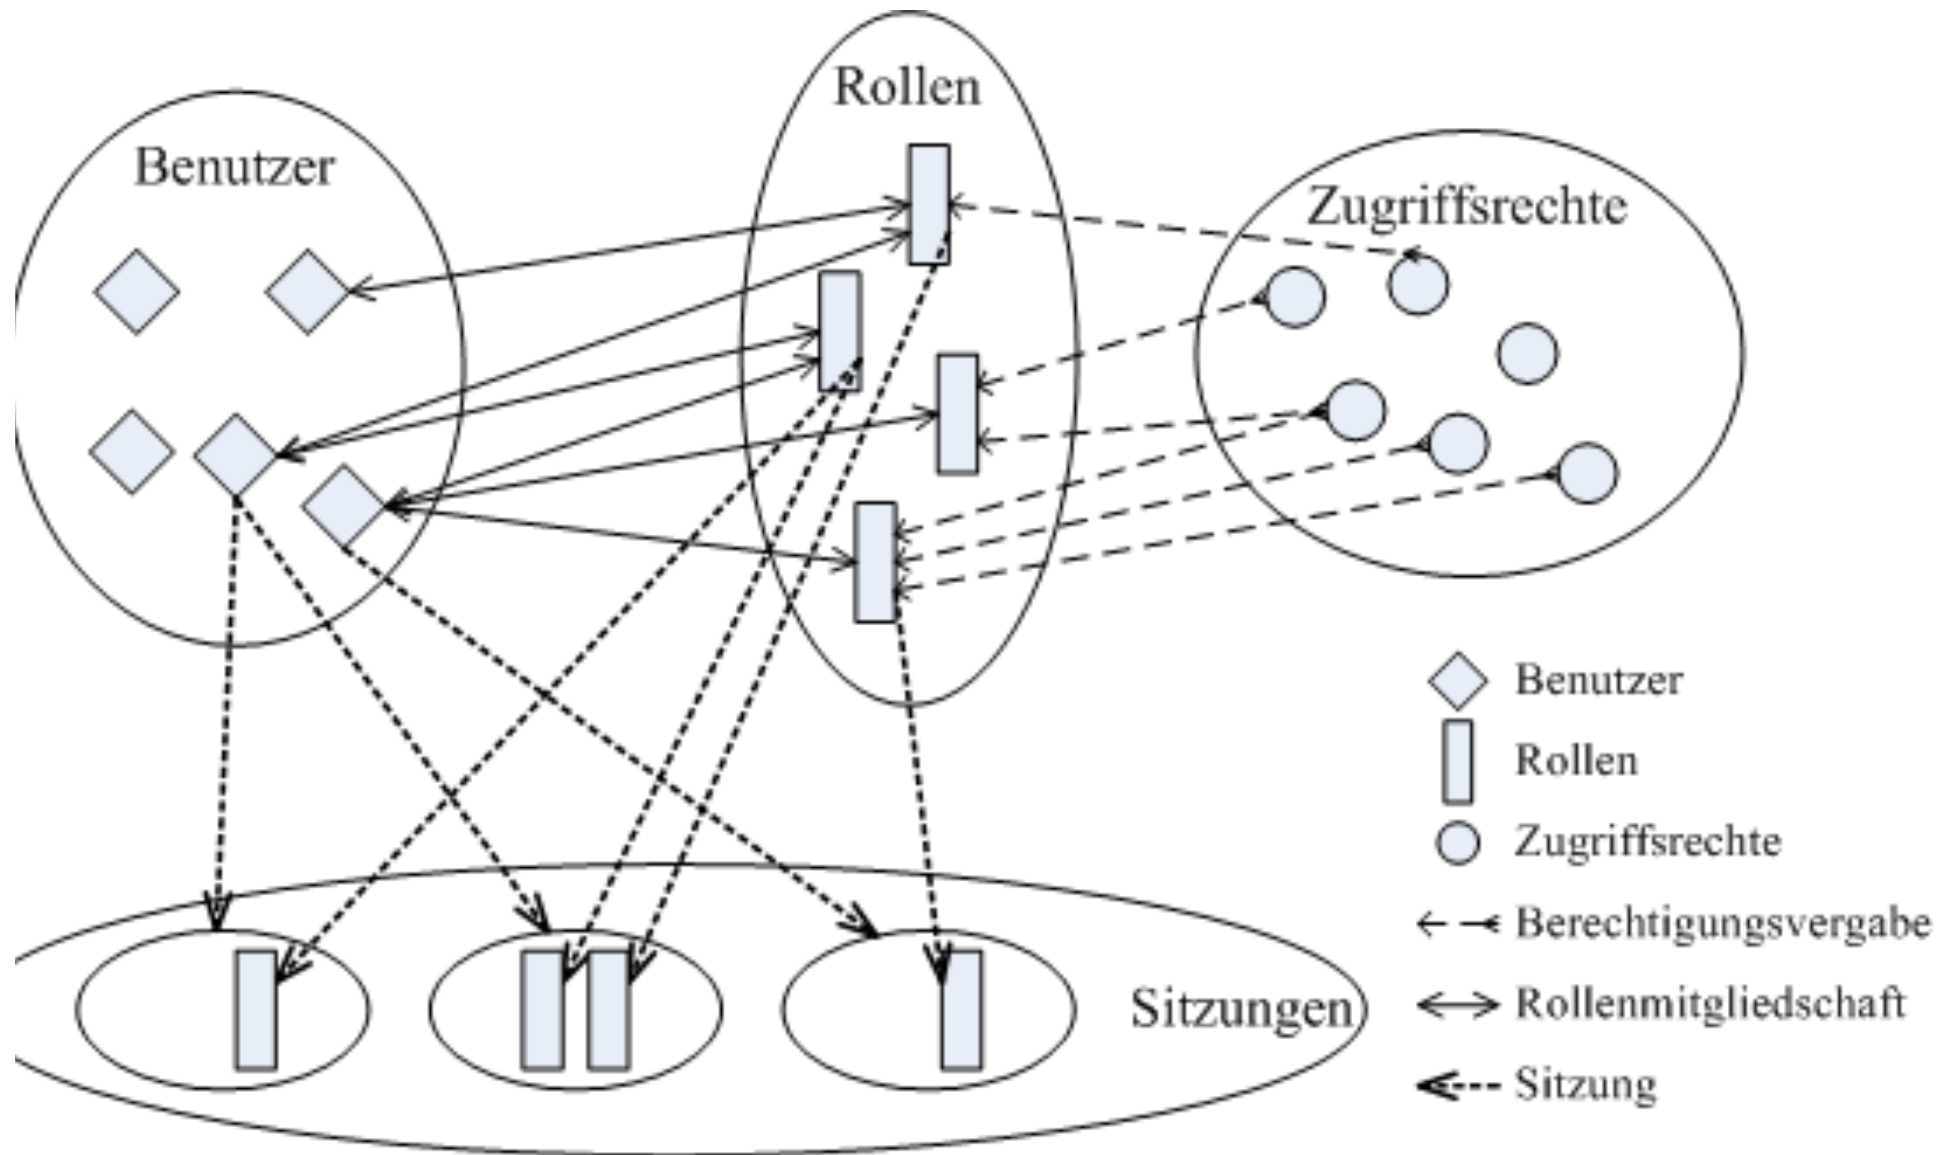 Rollen
Benutzer
Zugriffsrechte
Sitzungen
Benutzer
Rollen
Zugriffsrechte
Berechtigungsvergabe
Rollenmitgliedschaft
Sitzung